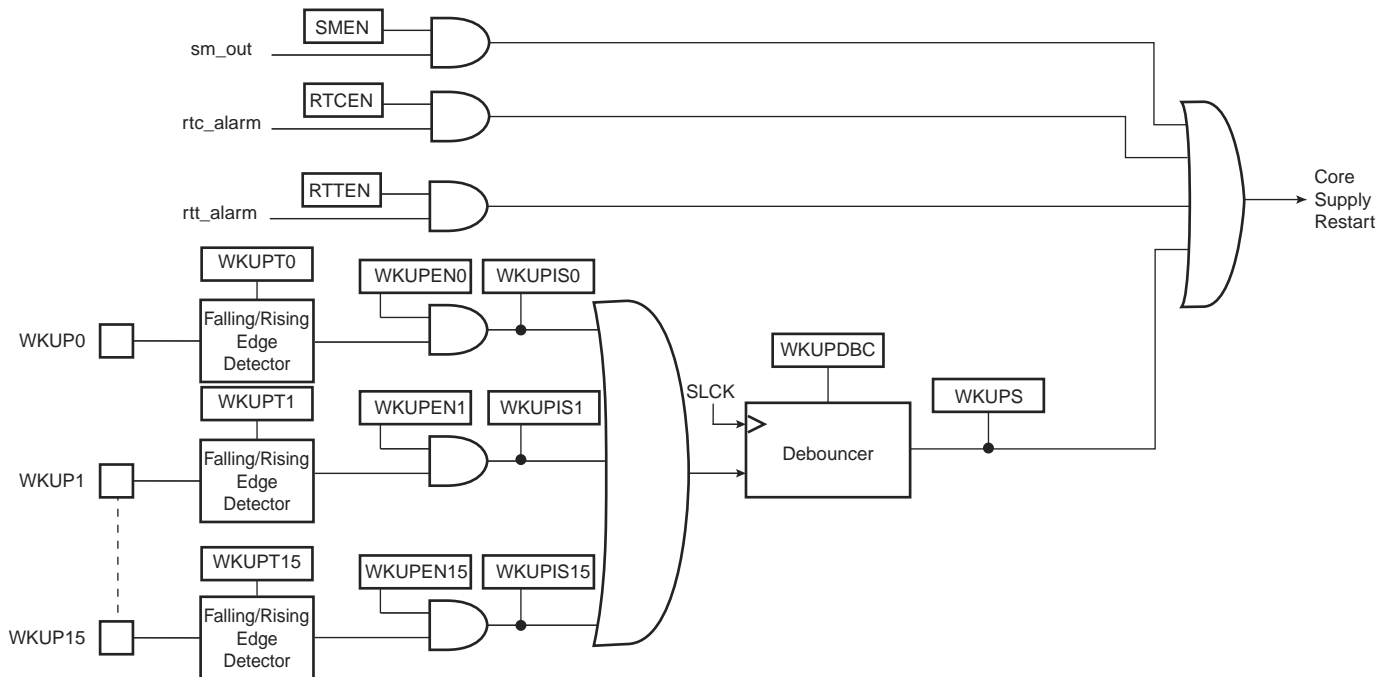 SMEN
sm_out
RTCEN
rtc_alarm
RTTEN
rtt_alarm
Core
Supply
Restart
WKUPT0
WKUPEN0
WKUPIS0
WKUP0
Falling/Rising
Edge
Detector
WKUPDBC
WKUPT1
WKUPEN1
WKUPIS1
SLCK
WKUPS
Debouncer
WKUP1
Falling/Rising
Edge
Detector
WKUPT15
WKUPEN15
WKUPIS15
WKUP15
Falling/Rising
Edge
Detector